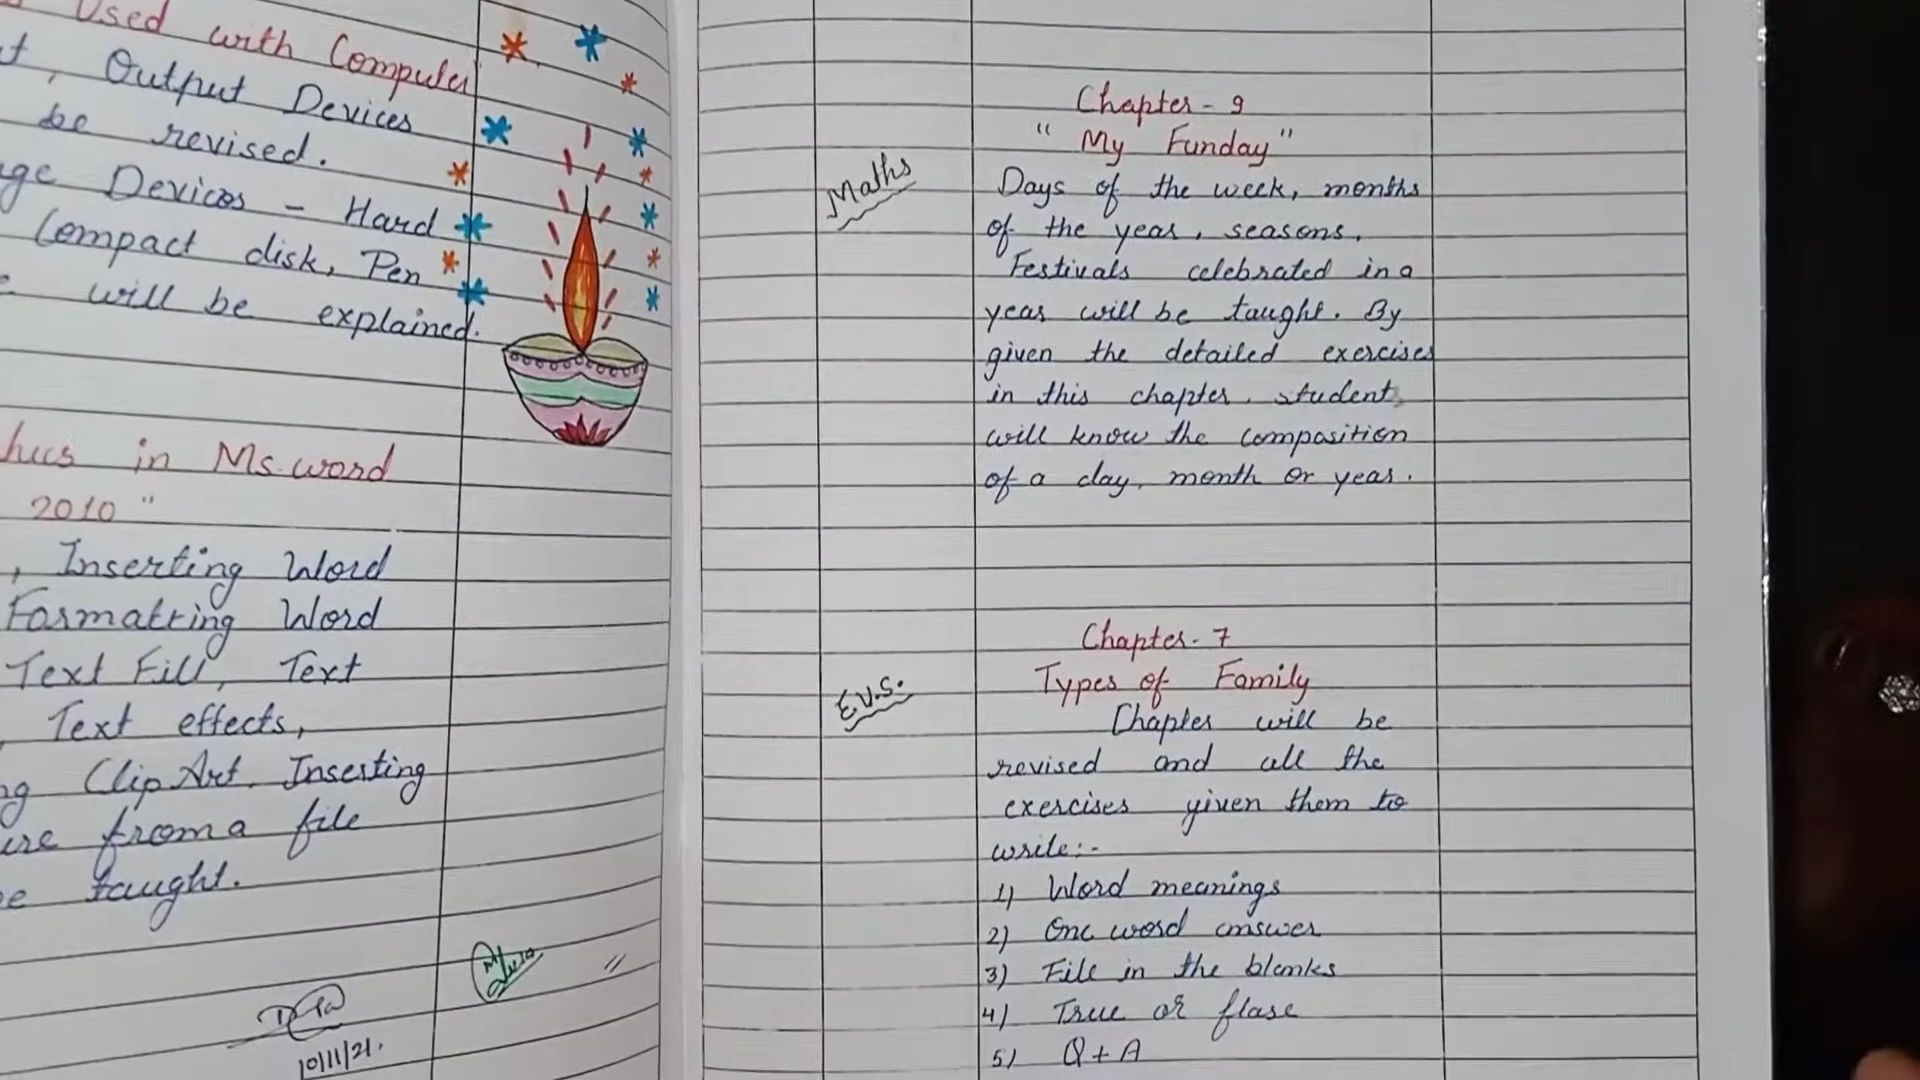 Used with Computer
, Output Devices
be revised.
Devices - Hard
Compact disk, Pen
will be explained.
in Ms. word
2010 "
, Inserting Word
Formatting Word
Text Fill, Text
, Text effects,
Clip Art. Inserting
from a file
taught.
10/11/21.
Chapter - 9
" My Funday "
Maths
Days of the week, months
of the year, seasons.
Festivals celebrated in a
year will be taught. By
given the detailed exercises
in this chapter. student
will know the composition
of a day, month or year.
Chapter - 7
Types of Family
E.V.S.
Chapter will be
revised and all the
exercises given them to
write:-
1) Word meanings
2) One word answer
3) Fill in the blanks
4) True or flase
5) Q + A